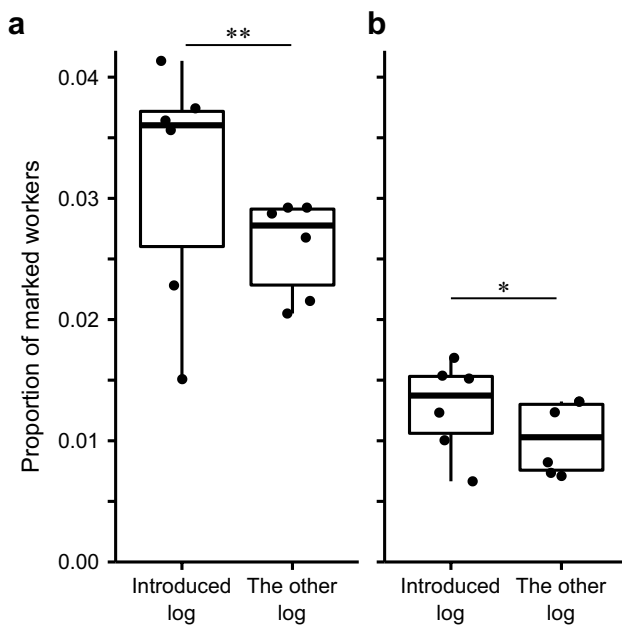 a
b
**
0.04
0.03
*
0.02
0.01
0.00
Proportion of marked workers
Introduced
log
The other
log
Introduced
log
The other
log